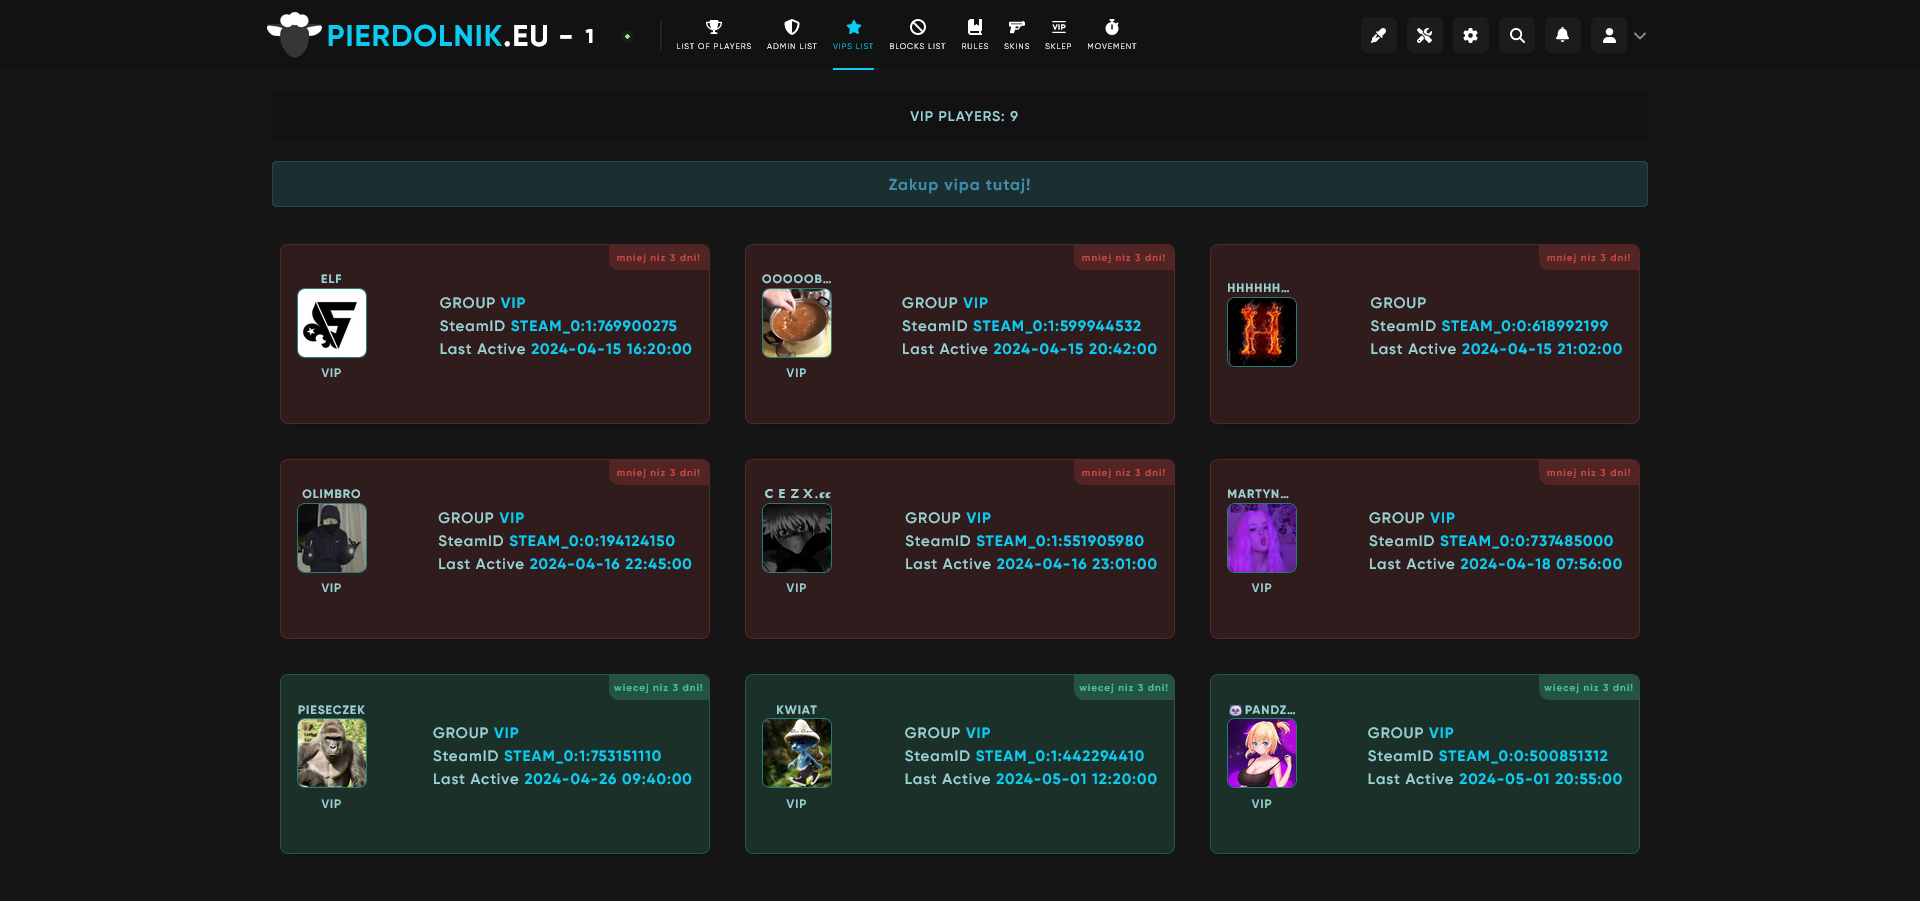 PIERDOLNIK.EU - 1
LIST OF PLAYERS
ADMIN LIST
VIPS LIST
BLOCKS LIST
RULES
SKINS
VIP
SKLEP
MOVEMENT
VIP PLAYERS: 9
Zakup vipa tutaj!
mniej niz 3 dni!
ELF
GROUP VIP
SteamID STEAM_0:1:769900275
Last Active 2024-04-15 16:20:00
VIP
mniej niz 3 dni!
OOOOOB...
GROUP VIP
SteamID STEAM_0:1:599944532
Last Active 2024-04-15 20:42:00
VIP
mniej niz 3 dni!
HHHHHH...
H
GROUP
SteamID STEAM_0:0:618992199
Last Active 2024-04-15 21:02:00
mniej niz 3 dni!
OLIMBRO
GROUP VIP
SteamID STEAM_0:0:194124150
Last Active 2024-04-16 22:45:00
VIP
mniej niz 3 dni!
C E Z X.cc
GROUP VIP
SteamID STEAM_0:1:551905980
Last Active 2024-04-16 23:01:00
VIP
mniej niz 3 dni!
MARTYN...
GROUP VIP
SteamID STEAM_0:0:737485000
Last Active 2024-04-18 07:56:00
VIP
wiecej niz 3 dni!
PIESECZEK
GROUP VIP
SteamID STEAM_0:1:753151110
Last Active 2024-04-26 09:40:00
VIP
wiecej niz 3 dni!
KWIAT
GROUP VIP
SteamID STEAM_0:1:442294410
Last Active 2024-05-01 12:20:00
VIP
wiecej niz 3 dni!
🐼PANDZ...
GROUP VIP
SteamID STEAM_0:0:500851312
Last Active 2024-05-01 20:55:00
VIP